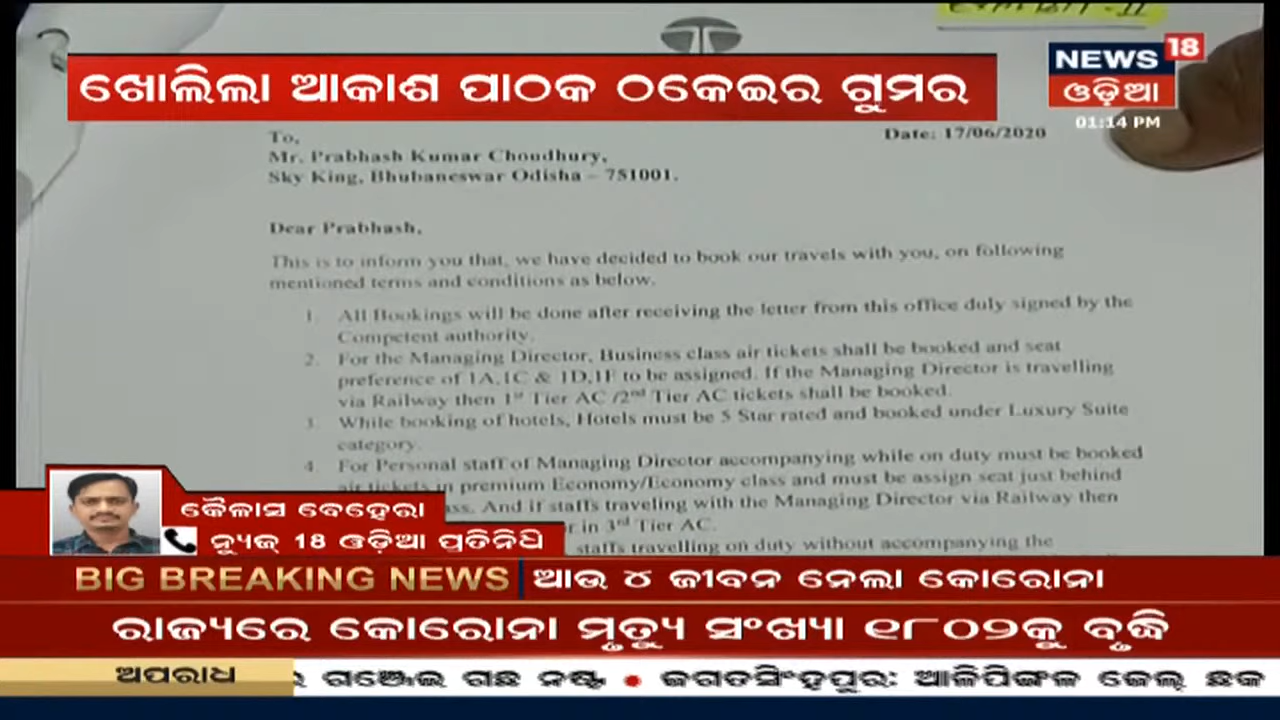 ଖୋଲିଲା ଆକାଶ ପାଠକ ଠକେଇର ଗୁମର
NEWS 18
ଓଡ଼ିଆ
01:14 PM
To,
Date: 17/06/2020
Mr. Prabhash Kumar Choudhury,
Sky King, Bhubaneswar Odisha – 751001.
Dear Prabhash,
This is to inform you that, we have decided to book our travels with you, on following
mentioned terms and conditions as below.
1. All Bookings will be done after receiving the letter from this office duly signed by the
Competent authority.
2. For the Managing Director, Business class air tickets shall be booked and seat
preference of 1A,1C & 1D,1F to be assigned. If the Managing Director is travelling
via Railway then 1st Tier AC /2nd Tier AC tickets shall be booked.
3. While booking of hotels, Hotels must be 5 Star rated and booked under Luxury Suite
category.
4. For Personal staff of Managing Director accompanying while on duty must be booked
air tickets in premium Economy/Economy class and must be assign seat just behind
ass. And if staffs traveling with the Managing Director via Railway then
in 3rd Tier AC.
staffs travelling on duty without accompanying the
କୈଳାସ ବେହେରା
ନ୍ୟୁଜ୍ 18 ଓଡ଼ିଆ ପ୍ରତିନିଧି
BIG BREAKING NEWS ଆଉ ୪ ଜୀବନ ନେଲା କୋରୋନା
ରାଜ୍ୟରେ କୋରୋନା ମୃତ୍ୟୁ ସଂଖ୍ୟା ୧୮୦୨କୁ ବୃଦ୍ଧି
ଅପରାଧ ଗଞ୍ଜେଇ ଗଛ ନଷ୍ଟ • ଜଗତସିଂହପୁର: ଆଳିପିଙ୍ଗଳ ଜେଲ୍ ଛକ